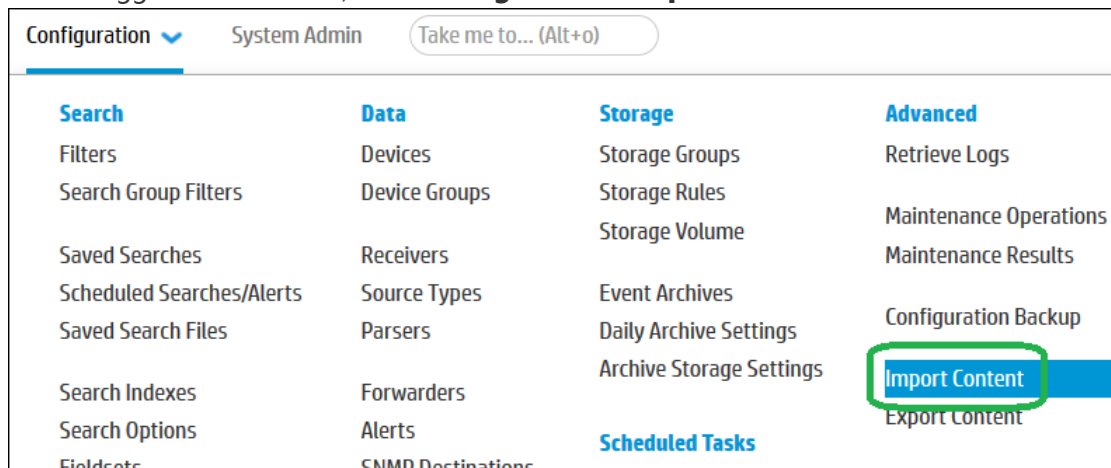 Configuration
System Admin
Take me to... (Alt+o)
Search
Filters
Search Group Filters
Saved Searches
Scheduled Searches/Alerts
Saved Search Files
Search Indexes
Search Options
Fieldsets
Data
Devices
Device Groups
Receivers
Source Types
Parsers
Forwarders
Alerts
SNMP Destinations
Storage
Storage Groups
Storage Rules
Storage Volume
Event Archives
Daily Archive Settings
Archive Storage Settings
Scheduled Tasks
Advanced
Retrieve Logs
Maintenance Operations
Maintenance Results
Configuration Backup
Import Content
Export Content